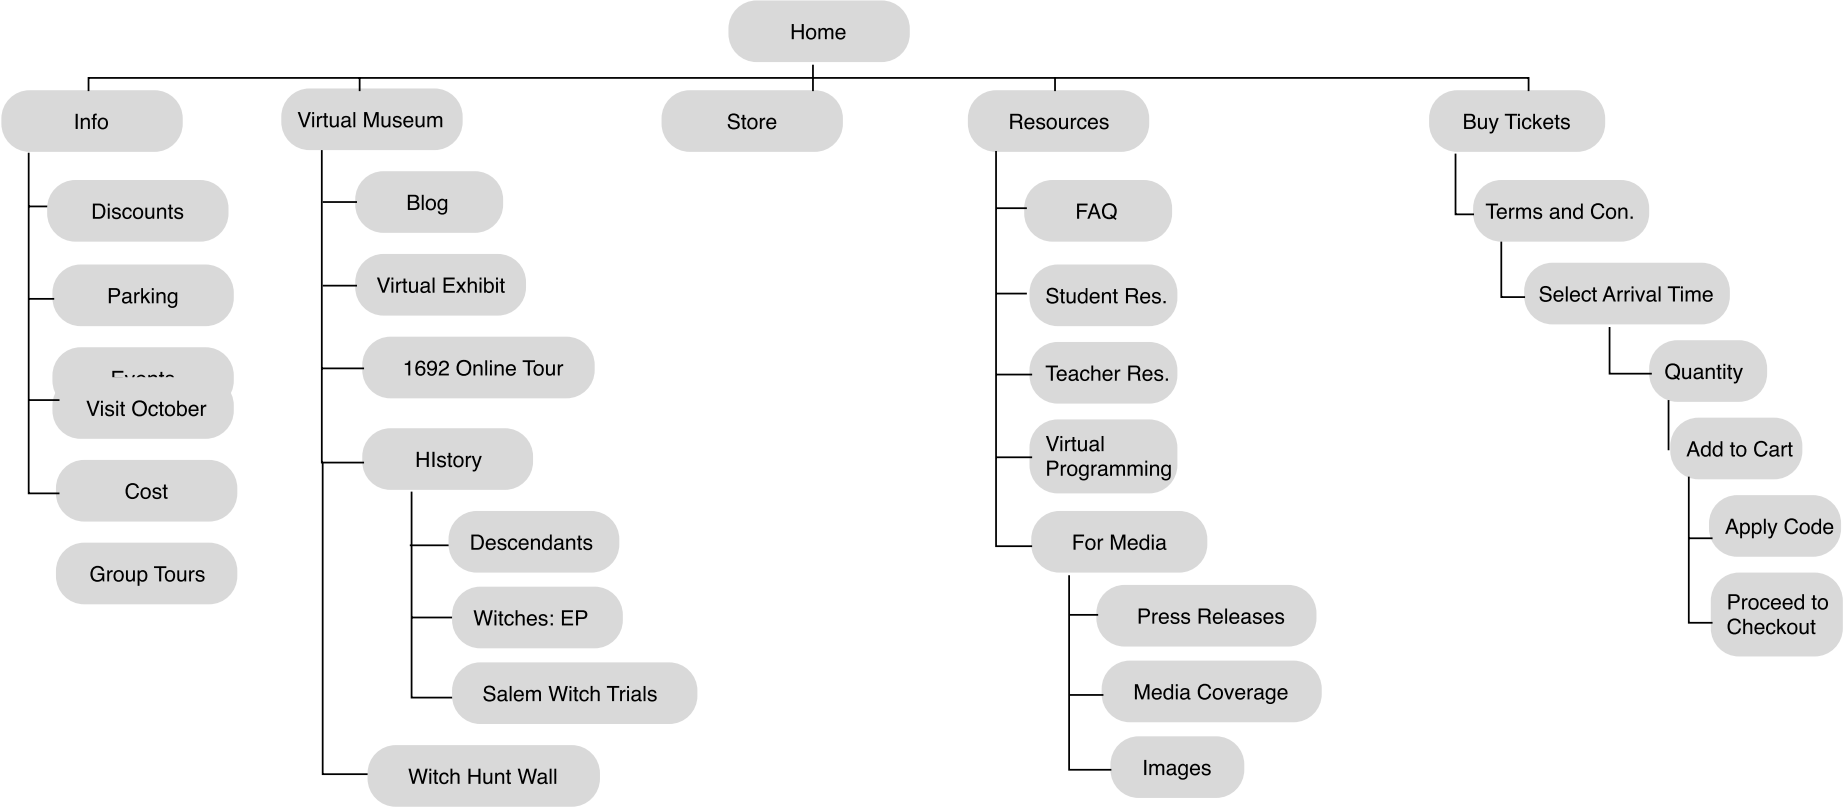 Home
Info
Virtual Museum
Store
Resources
Buy Tickets
Discounts
Parking
Events
Visit October
Cost
Group Tours
Blog
Virtual Exhibit
1692 Online Tour
HIstory
Descendants
Witches: EP
Salem Witch Trials
Witch Hunt Wall
FAQ
Student Res.
Teacher Res.
Virtual
Programming
For Media
Press Releases
Media Coverage
Images
Terms and Con.
Select Arrival Time
Quantity
Add to Cart
Apply Code
Proceed to
Checkout